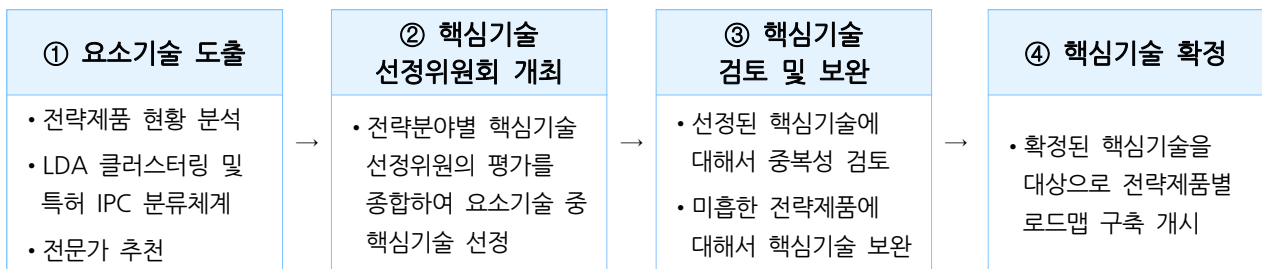 ① 요소기술 도출
• 전략제품 현황 분석
• LDA 클러스터링 및
특허 IPC 분류체계
• 전문가 추천
→
② 핵심기술
선정위원회 개최
• 전략분야별 핵심기술
선정위원의 평가를
종합하여 요소기술 중
핵심기술 선정
→
③ 핵심기술
검토 및 보완
• 선정된 핵심기술에
대해서 중복성 검토
• 미흡한 전략제품에
대해서 핵심기술 보완
→
④ 핵심기술 확정
• 확정된 핵심기술을
대상으로 전략제품별
로드맵 구축 개시